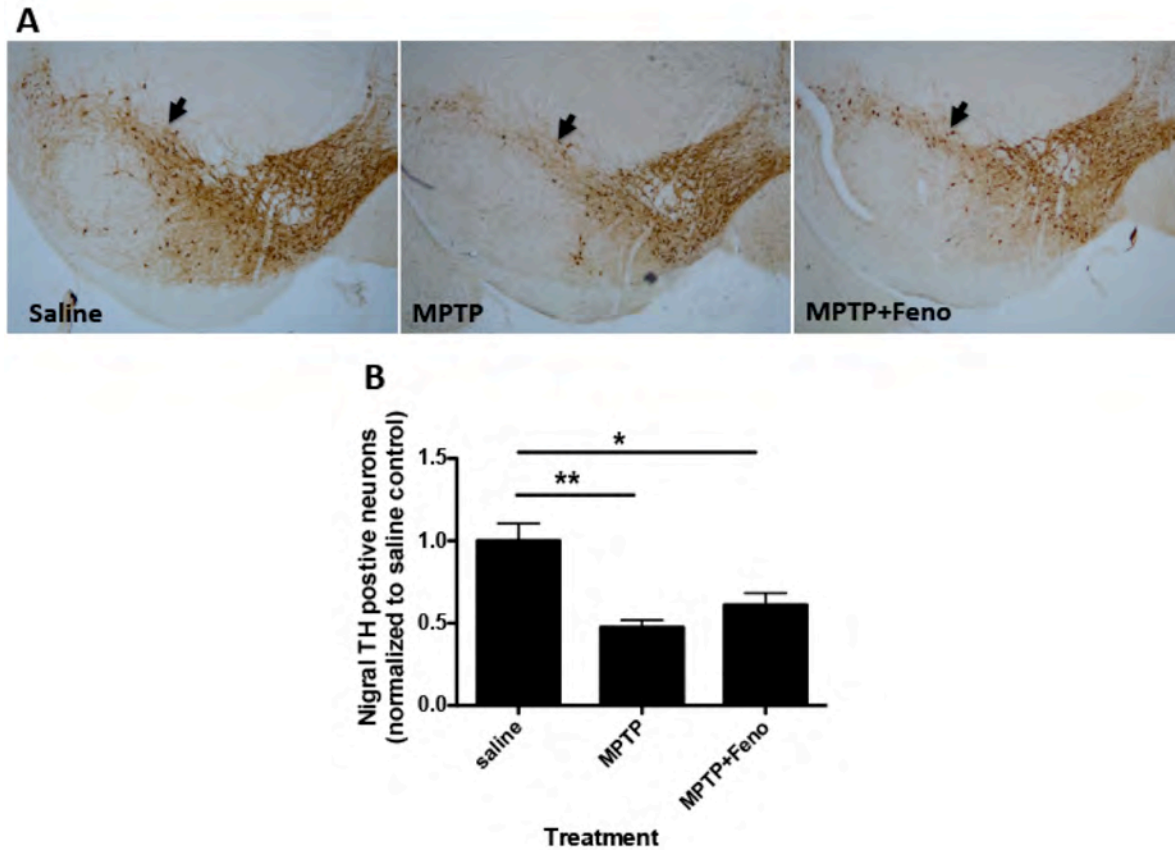 A
Saline
MPTP
MPTP+Feno
B
Nigral TH postive neurons
(normalized to saline control)
1.5
1.0
0.5
0.0
*
**
saline
MPTP
MPTP+Feno
Treatment